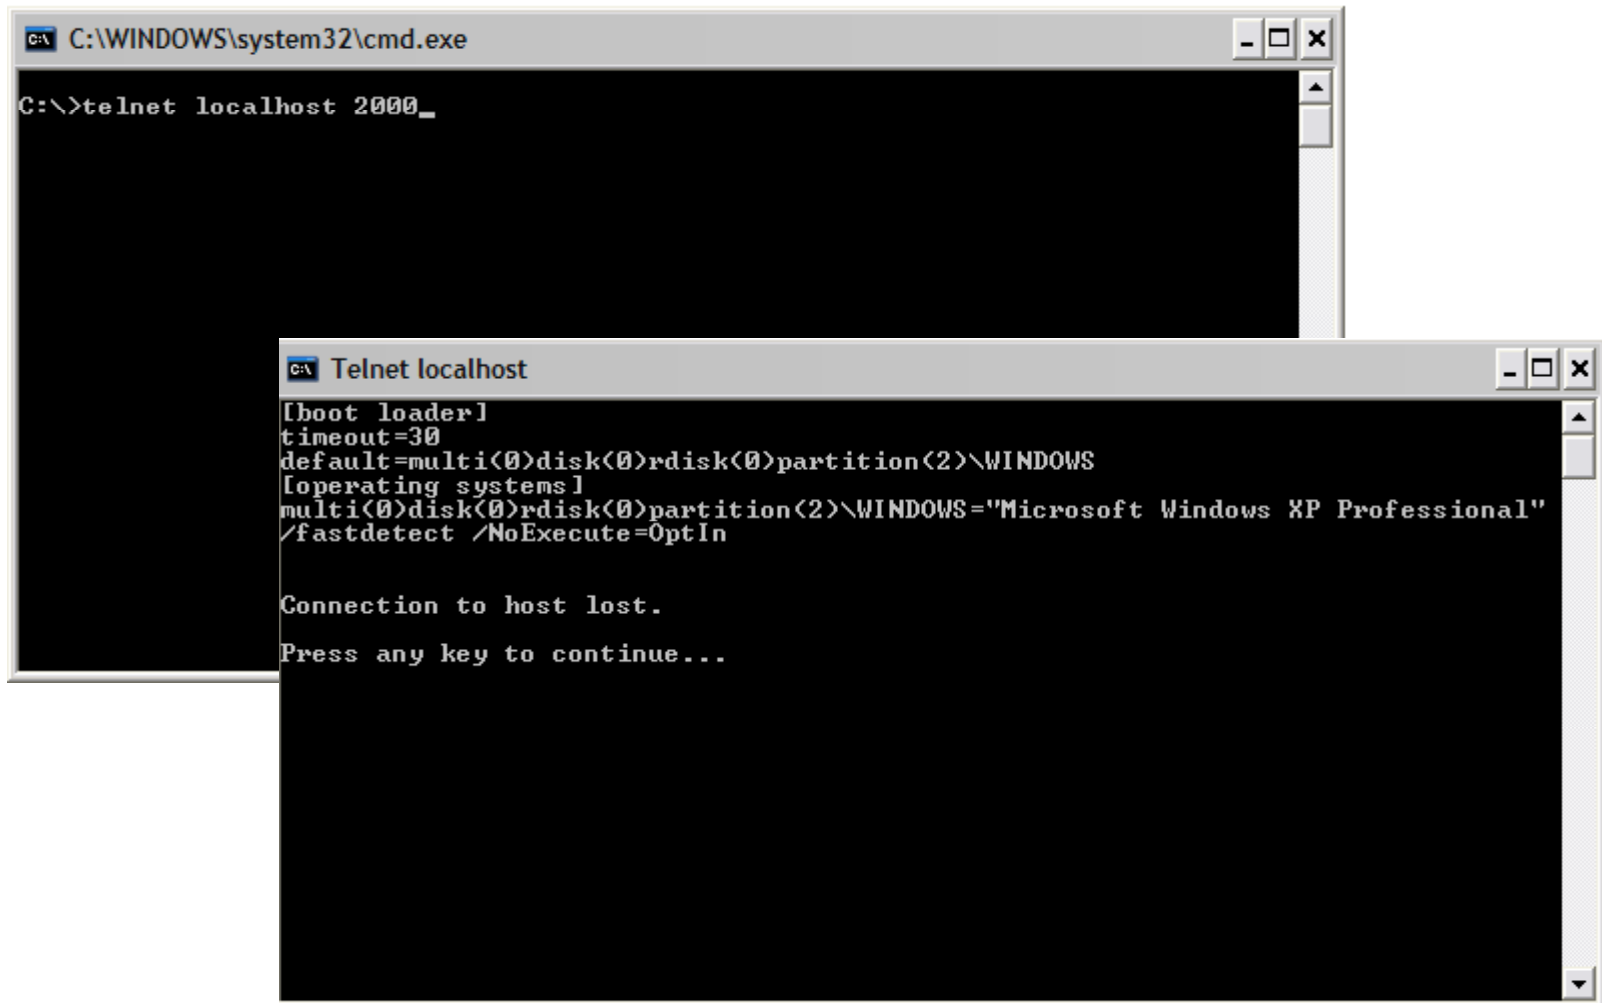 C:\WINDOWS\system32\cmd.exe
C:\>telnet localhost 2000_
Telnet localhost
[boot loader]
timeout=30
default=multi(0)disk(0)rdisk(0)partition(2)\WINDOWS
[operating systems]
multi(0)disk(0)rdisk(0)partition(2)\WINDOWS="Microsoft Windows XP Professional"
/fastdetect /NoExecute=OptIn
Connection to host lost.
Press any key to continue...